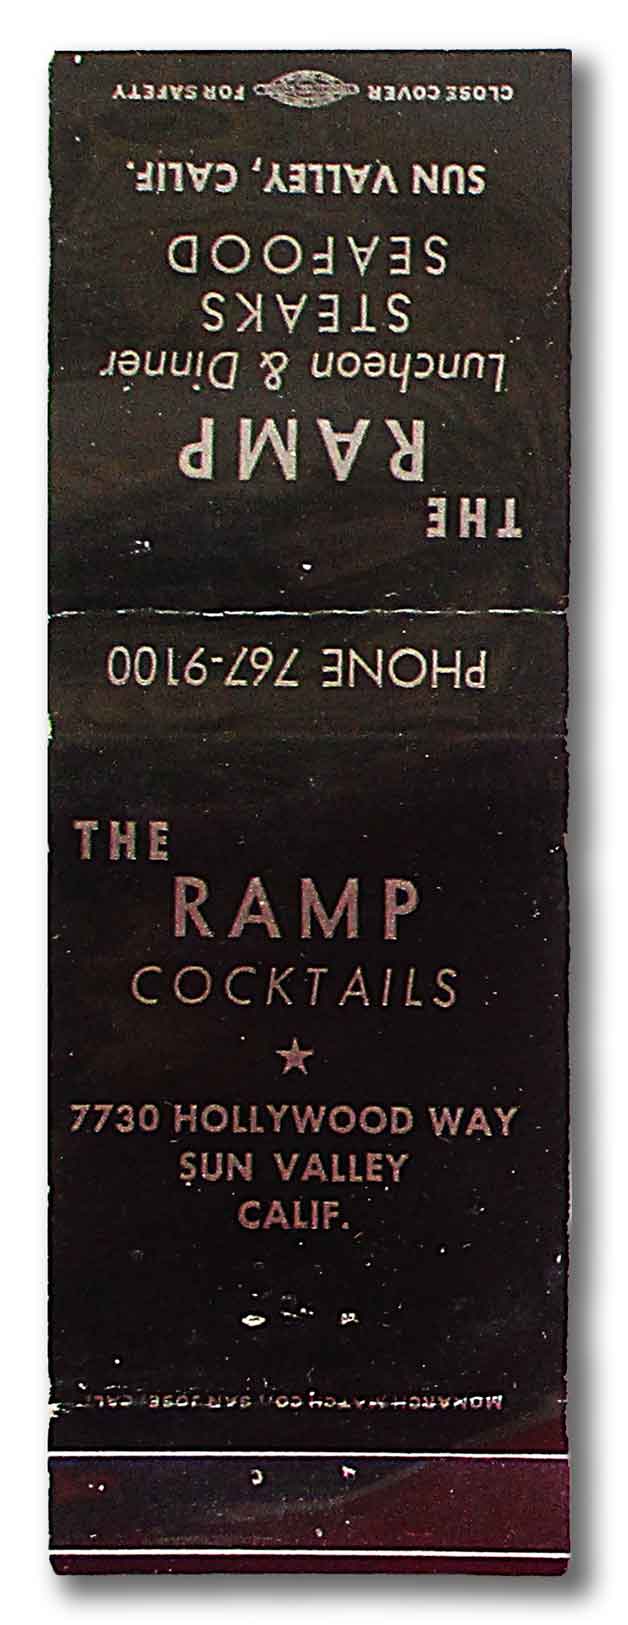 CLOSE COVER FOR SAFETY
THE
RAMP
Luncheon & Dinner
STEAKS
SEAFOOD
SUN VALLEY, CALIF.
PHONE 767-9100
THE
RAMP
COCKTAILS
7730 HOLLYWOOD WAY
SUN VALLEY
CALIF.
MONARCH MATCH CO., SAN JOSE, CALIF.